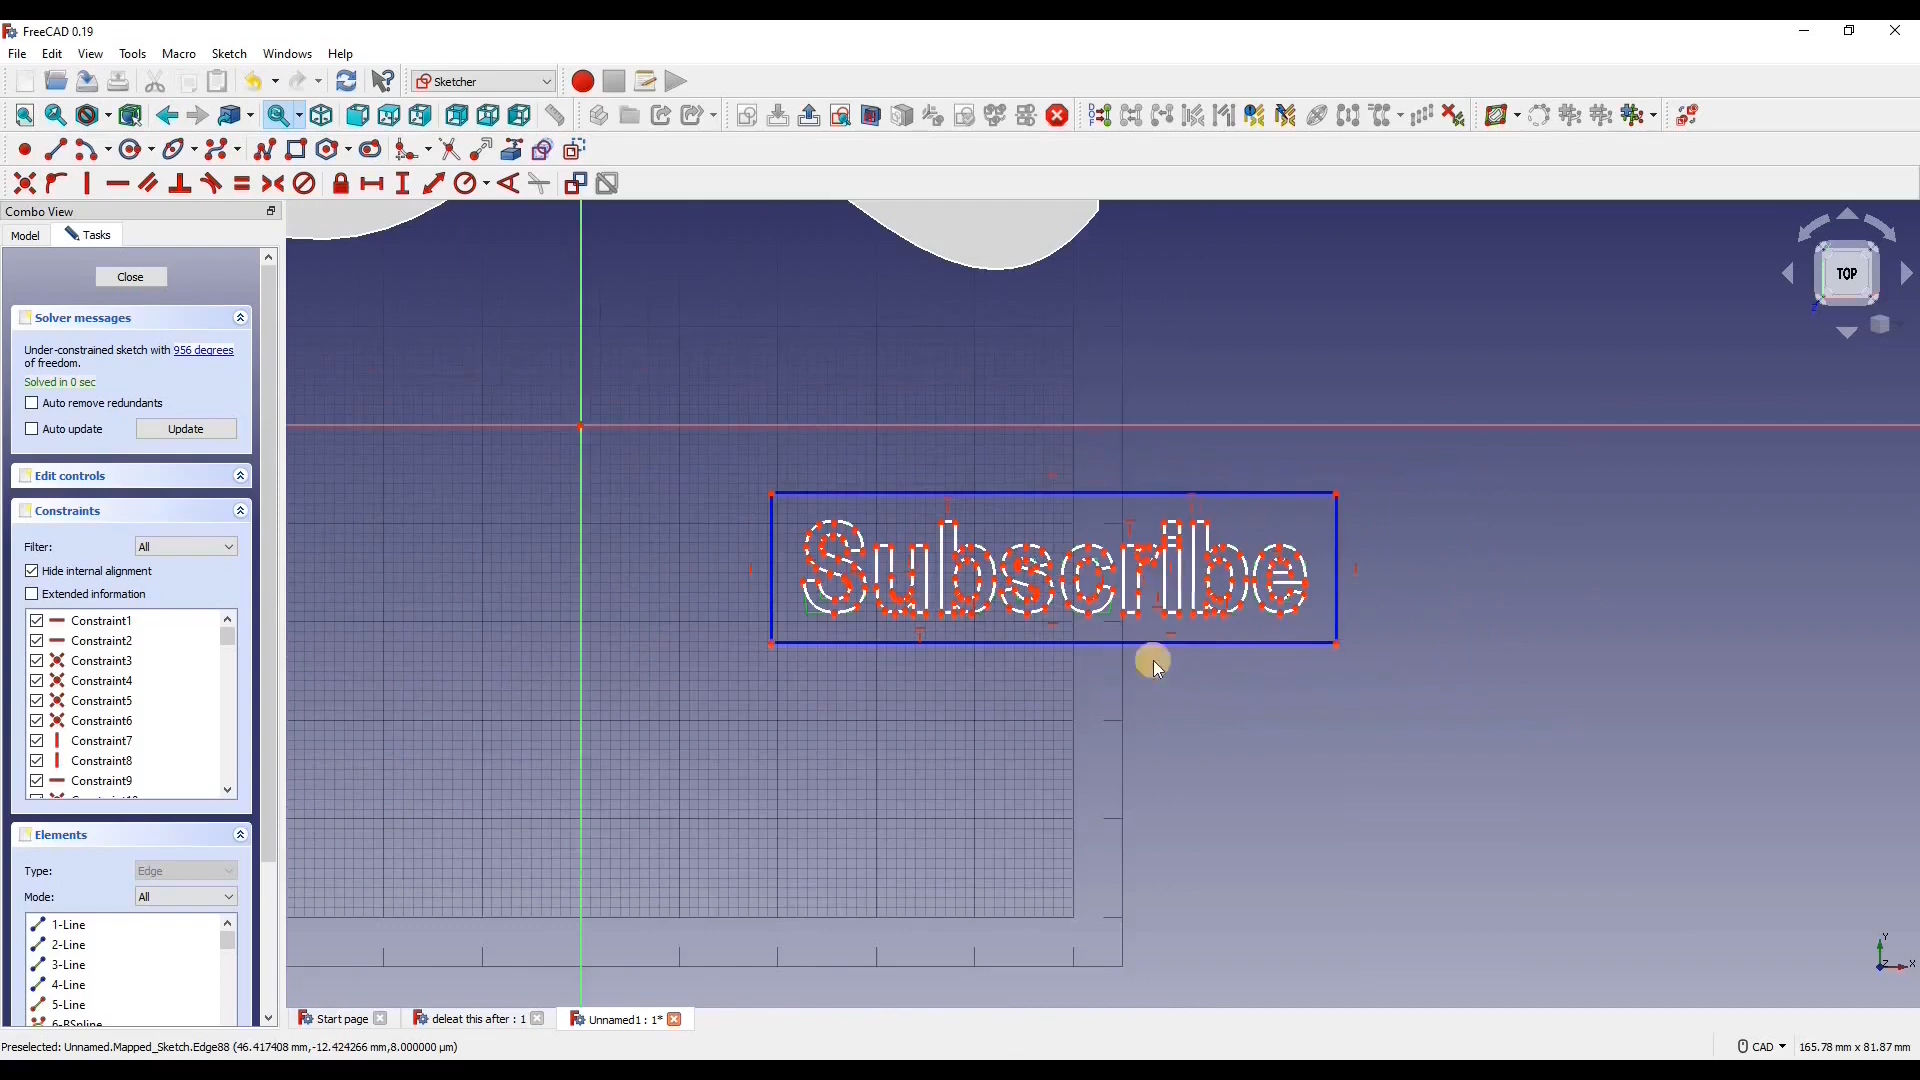 FreeCAD 0.19
File Edit View Tools Macro Sketch Windows Help
Sketcher
Combo View
Model Tasks
Close
Solver messages
Under-constrained sketch with 956 degrees
of freedom.
Solved in 0 sec
Auto remove redundants
Auto update Update
Edit controls
Constraints
Filter: All
Hide internal alignment
Extended information
Constraint1
Constraint2
Constraint3
Constraint4
Constraint5
Constraint6
Constraint7
Constraint8
Constraint9
Elements
Type: Edge
Mode: All
1-Line
2-Line
3-Line
4-Line
5-Line
6-BSpline
Subscribe
TOP
Y
Z X
Start page deleat this after : 1 Unnamed1 : 1*
Preselected: Unnamed.Mapped_Sketch.Edge88 (46.417408 mm,-12.424266 mm,8.000000 µm)
CAD 165.78 mm x 81.87 mm